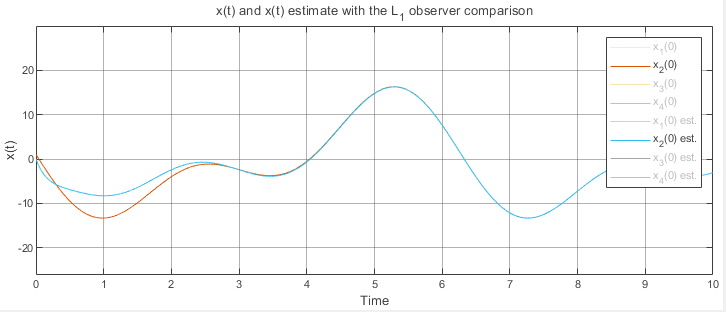 x(t) and x(t) estimate with the L₁ observer comparison
x₁(0)
x₂(0)
x₃(0)
x₄(0)
x₁(0) est.
x₂(0) est.
x₃(0) est.
x₄(0) est.
x(t)
20
10
0
-10
-20
0 1 2 3 4 5 6 7 8 9 10
Time